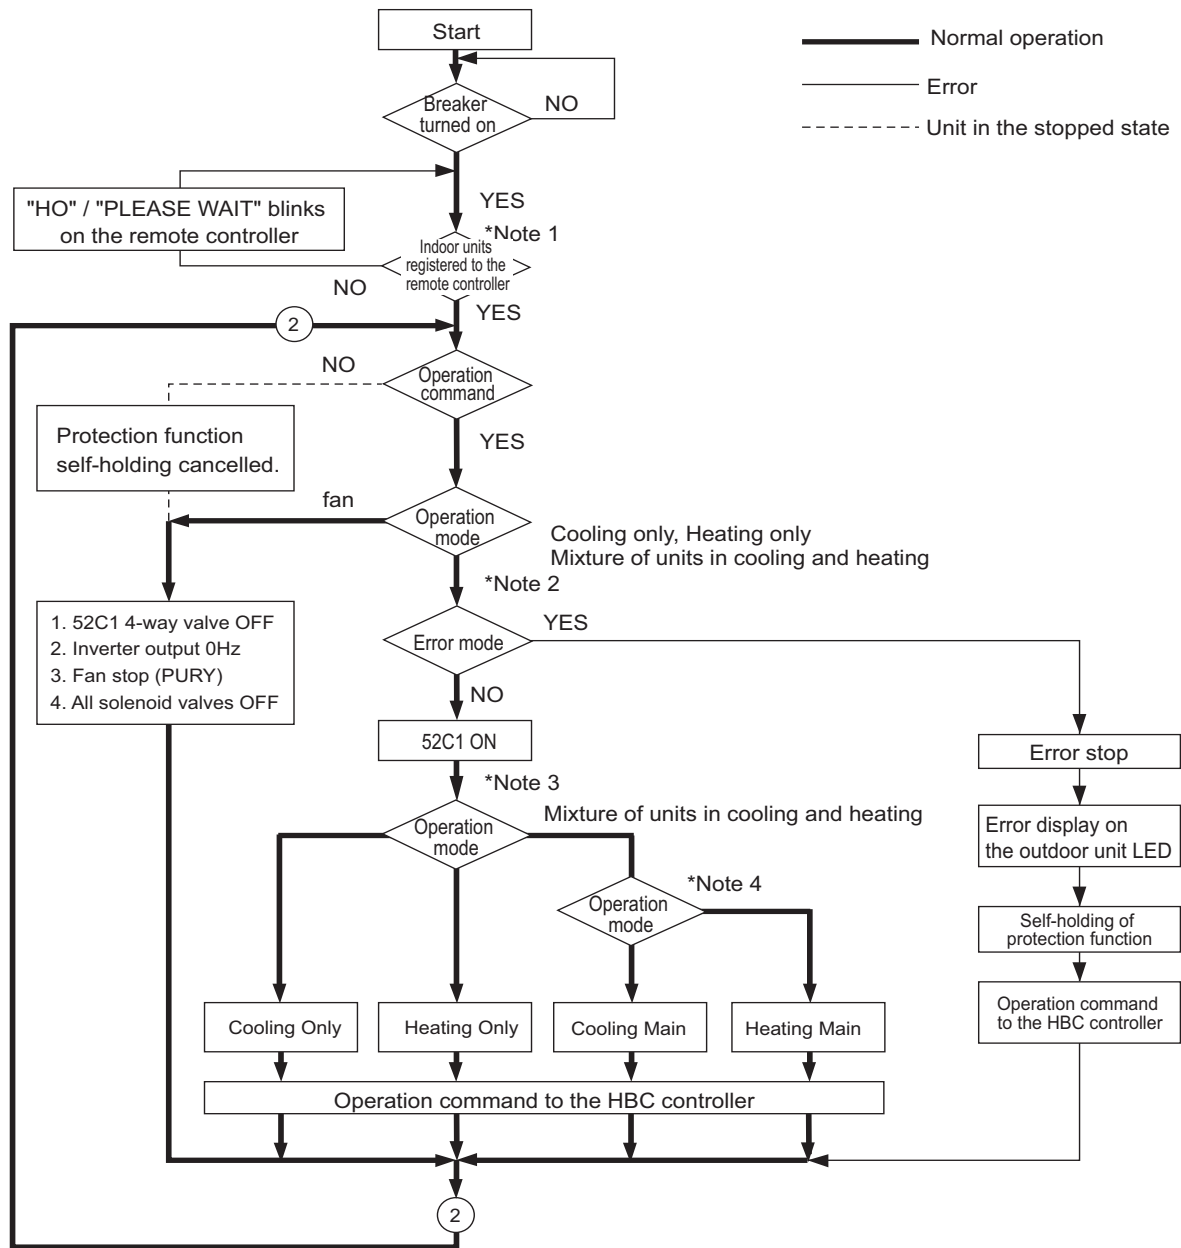 Start
Normal operation
Error
Unit in the stopped state
Breaker
turned on
NO
YES
"HO" / "PLEASE WAIT" blinks
on the remote controller
*Note 1
Indoor units
registered to the
remote controller
NO
YES
2
NO
Operation
command
YES
Protection function
self-holding cancelled.
fan
Operation
mode
Cooling only, Heating only
Mixture of units in cooling and heating
*Note 2
1. 52C1 4-way valve OFF
2. Inverter output 0Hz
3. Fan stop (PURY)
4. All solenoid valves OFF
Error mode
YES
NO
52C1 ON
Error stop
*Note 3
Operation
mode
Mixture of units in cooling and heating
Error display on
the outdoor unit LED
*Note 4
Operation
mode
Self-holding of
protection function
Operation command
to the HBC controller
Cooling Only
Heating Only
Cooling Main
Heating Main
Operation command to the HBC controller
2